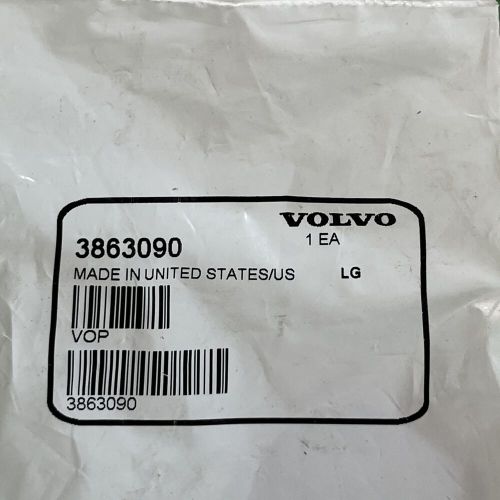 VOLVO
3863090
1 EA
MADE IN UNITED STATES/US LG
VOP
3863090